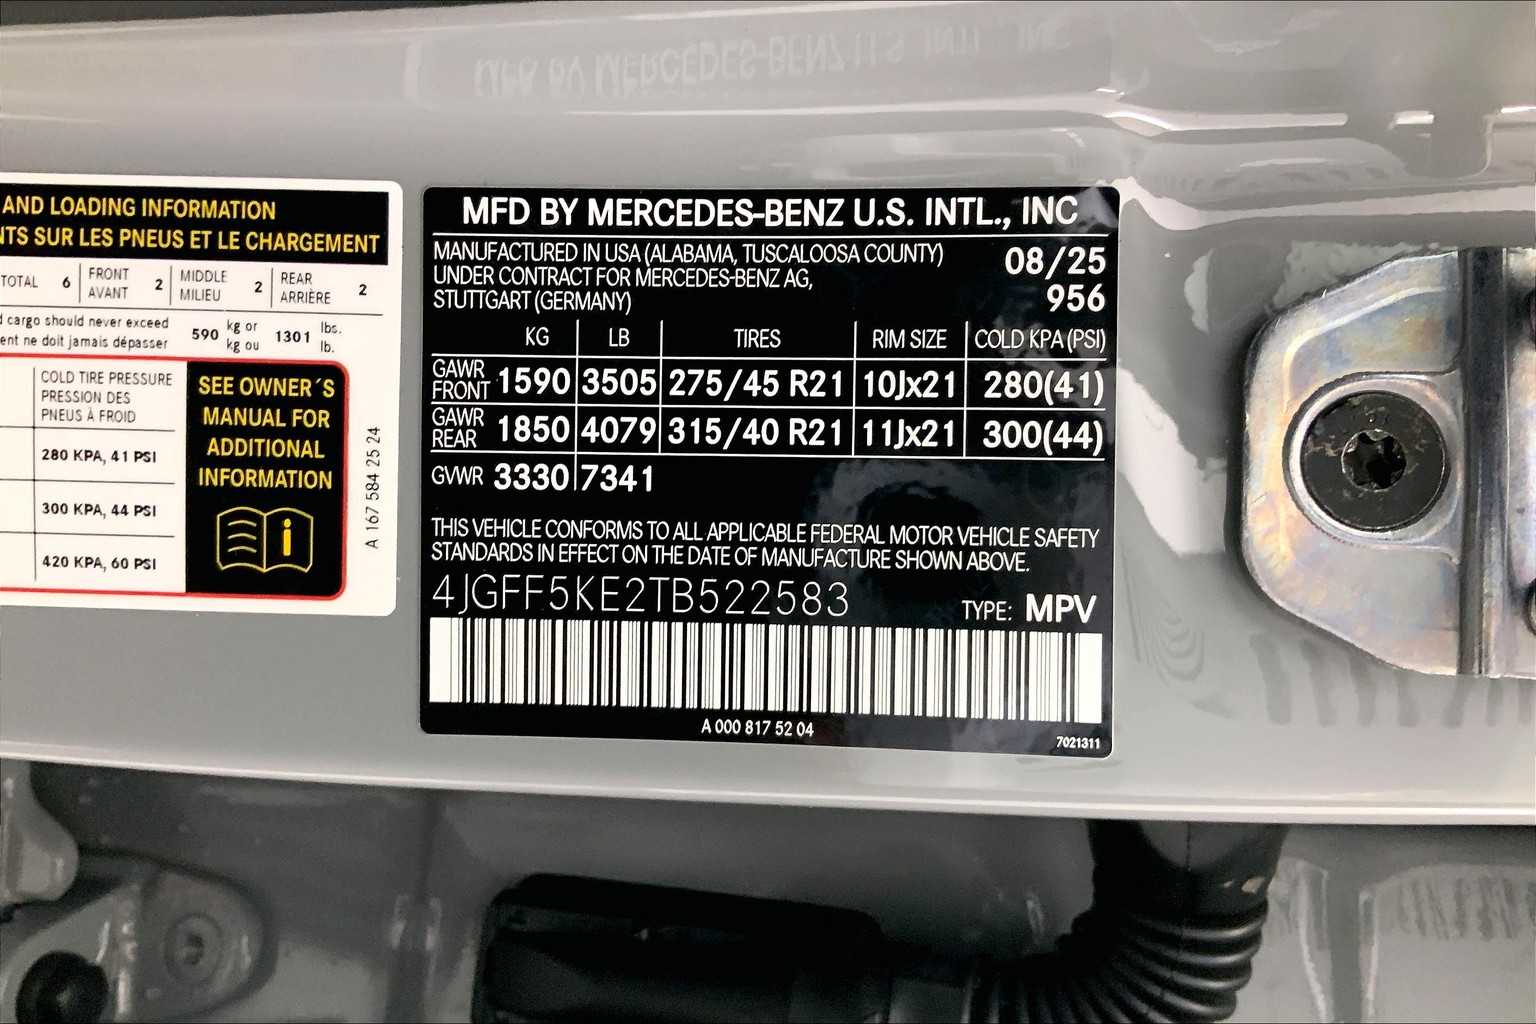 AND LOADING INFORMATION
NTS SUR LES PNEUS ET LE CHARGEMENT
TOTAL 6 FRONT AVANT 2 MIDDLE MILIEU 2 REAR ARRIÈRE 2
d cargo should never exceed
ent ne doit jamais dépasser
590 kg or kg ou 1301 lbs. lb.
COLD TIRE PRESSURE
PRESSION DES
PNEUS À FROID
280 KPA, 41 PSI
300 KPA, 44 PSI
420 KPA, 60 PSI
SEE OWNER´S
MANUAL FOR
ADDITIONAL
INFORMATION
A 167 584 25 24
MFD BY MERCEDES-BENZ U.S. INTL., INC
MANUFACTURED IN USA (ALABAMA, TUSCALOOSA COUNTY)
UNDER CONTRACT FOR MERCEDES-BENZ AG,
STUTTGART (GERMANY)
08/25
956
KG LB TIRES RIM SIZE COLD KPA (PSI)
GAWR FRONT 1590 3505 275/45 R21 10Jx21 280(41)
GAWR REAR 1850 4079 315/40 R21 11Jx21 300(44)
GVWR 3330 7341
THIS VEHICLE CONFORMS TO ALL APPLICABLE FEDERAL MOTOR VEHICLE SAFETY
STANDARDS IN EFFECT ON THE DATE OF MANUFACTURE SHOWN ABOVE.
4JGFF5KE2TB522583
TYPE: MPV
A 000 817 52 04
7021311